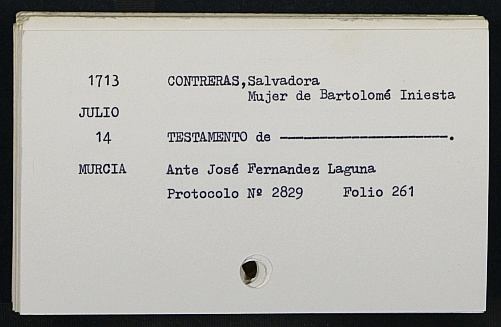 1713 CONTRERAS,Salvadora
Mujer de Bartolomé Iniesta
JULIO
14 TESTAMENTO de ————————————.
MURCIA Ante José Fernandez Laguna
Protocolo Nº 2829 Folio 261